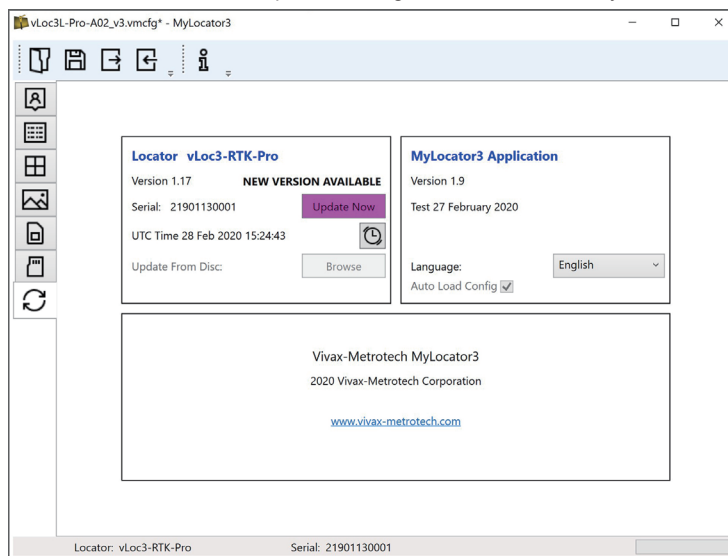 vLoc3L-Pro-A02_v3.vmcfg* - MyLocator3
Locator vLoc3-RTK-Pro
Version 1.17 NEW VERSION AVAILABLE
Serial: 21901130001 Update Now
UTC Time 28 Feb 2020 15:24:43
Update From Disc: Browse
MyLocator3 Application
Version 1.9
Test 27 February 2020
Language: English
Auto Load Config
Vivax-Metrotech MyLocator3
2020 Vivax-Metrotech Corporation
www.vivax-metrotech.com
Locator: vLoc3-RTK-Pro Serial: 21901130001